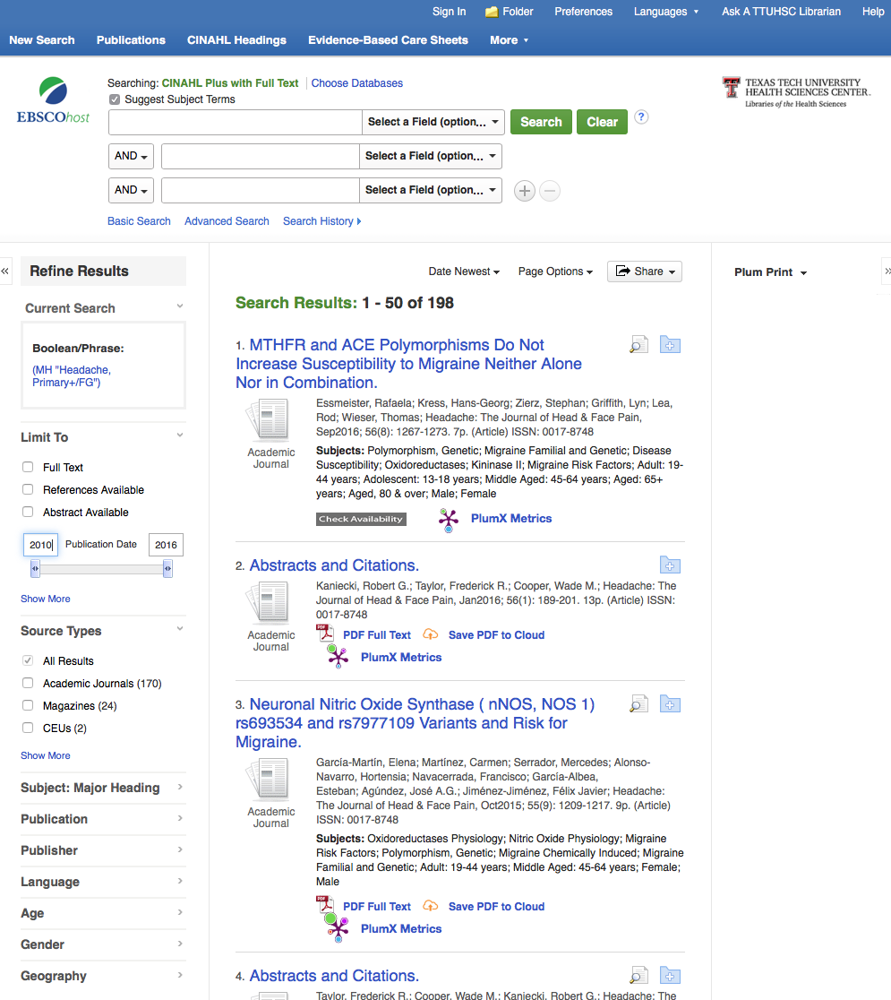 Sign In Folder Preferences Languages Ask A TTUHSC Librarian Help
New Search Publications CINAHL Headings Evidence-Based Care Sheets More
EBSCOhost
Searching: CINAHL Plus with Full Text Choose Databases
Suggest Subject Terms
Select a Field (option... Search Clear ?
AND Select a Field (option...
AND Select a Field (option...
Basic Search Advanced Search Search History
TEXAS TECH UNIVERSITY
HEALTH SCIENCES CENTER.
Libraries of the Health Sciences
«
Refine Results
Current Search
Boolean/Phrase:
(MH "Headache,
Primary+/FG")
Limit To
Full Text
References Available
Abstract Available
2010 Publication Date 2016
Show More
Source Types
All Results
Academic Journals (170)
Magazines (24)
CEUs (2)
Show More
Subject: Major Heading
Publication
Publisher
Language
Age
Gender
Geography
Date Newest Page Options Share
Search Results: 1 - 50 of 198
1. MTHFR and ACE Polymorphisms Do Not
Increase Susceptibility to Migraine Neither Alone
Nor in Combination.
Academic
Journal
Essmeister, Rafaela; Kress, Hans-Georg; Zierz, Stephan; Griffith, Lyn; Lea,
Rod; Wieser, Thomas; Headache: The Journal of Head & Face Pain,
Sep2016; 56(8): 1267-1273. 7p. (Article) ISSN: 0017-8748
Subjects: Polymorphism, Genetic; Migraine Familial and Genetic; Disease
Susceptibility; Oxidoreductases; Kininase II; Migraine Risk Factors; Adult: 19-
44 years; Adolescent: 13-18 years; Middle Aged: 45-64 years; Aged: 65+
years; Aged, 80 & over; Male; Female
Check Availability PlumX Metrics
2. Abstracts and Citations.
Academic
Journal
Kaniecki, Robert G.; Taylor, Frederick R.; Cooper, Wade M.; Headache: The
Journal of Head & Face Pain, Jan2016; 56(1): 189-201. 13p. (Article) ISSN:
0017-8748
PDF PDF Full Text Save PDF to Cloud
PlumX Metrics
3. Neuronal Nitric Oxide Synthase ( nNOS, NOS 1)
rs693534 and rs7977109 Variants and Risk for
Migraine.
Academic
Journal
García-Martín, Elena; Martínez, Carmen; Serrador, Mercedes; Alonso-
Navarro, Hortensia; Navacerrada, Francisco; García-Albea,
Esteban; Agúndez, José A.G.; Jiménez-Jiménez, Félix Javier; Headache:
The Journal of Head & Face Pain, Oct2015; 55(9): 1209-1217. 9p. (Article)
ISSN: 0017-8748
Subjects: Oxidoreductases Physiology; Nitric Oxide Physiology; Migraine
Risk Factors; Polymorphism, Genetic; Migraine Chemically Induced; Migraine
Familial and Genetic; Adult: 19-44 years; Middle Aged: 45-64 years; Female;
Male
PDF PDF Full Text Save PDF to Cloud
PlumX Metrics
4. Abstracts and Citations.
Taylor, Frederick R.; Cooper, Wade M.; Kaniecki, Robert G.; Headache: The
Plum Print
»